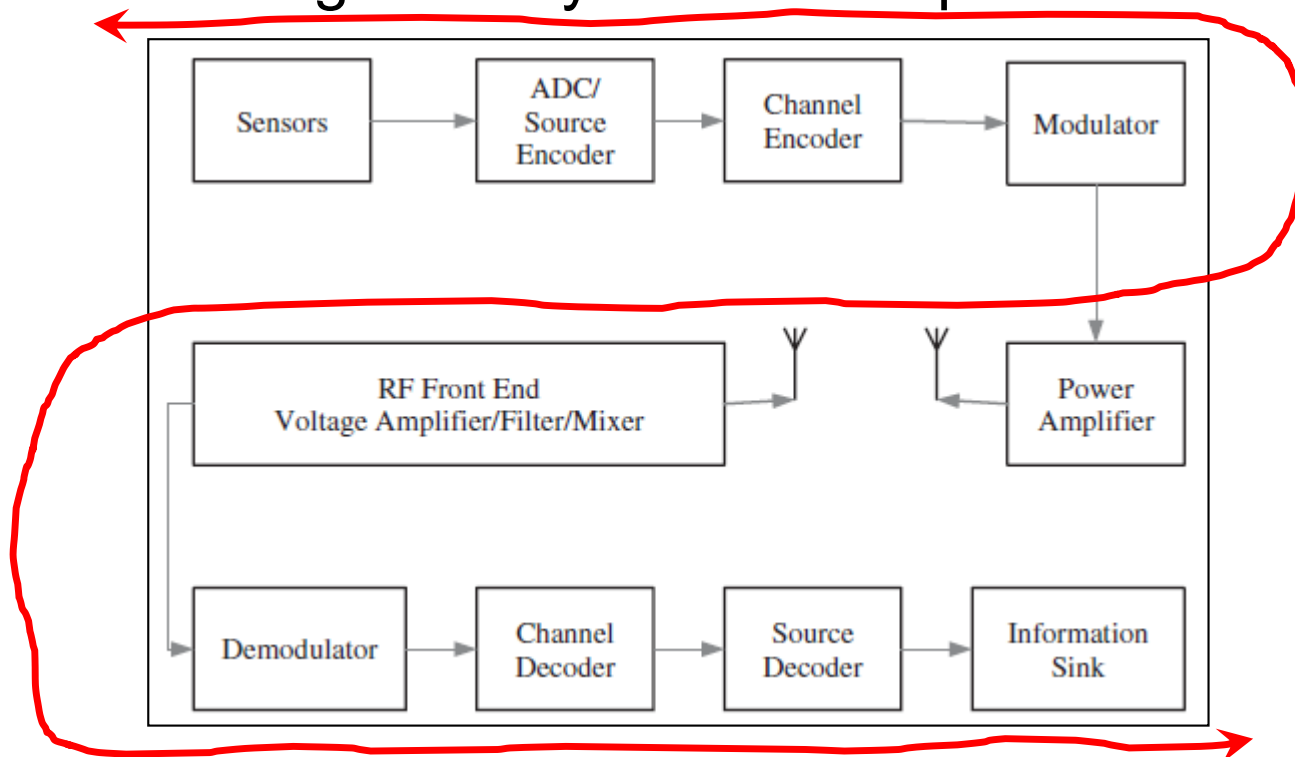 Sensors
ADC/
Source
Encoder
Channel
Encoder
Modulator
RF Front End
Voltage Amplifier/Filter/Mixer
Power
Amplifier
Demodulator
Channel
Decoder
Source
Decoder
Information
Sink